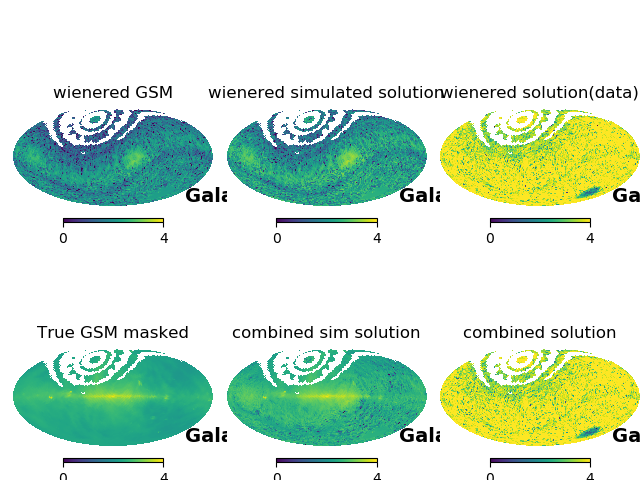 wienered GSM
wienered simulated solution
wienered solution(data)
Gala
Gala
Ga
0 4
0 4
0 4
True GSM masked
combined sim solution
combined solution
Gala
Gala
Ga
0 4
0 4
0 4